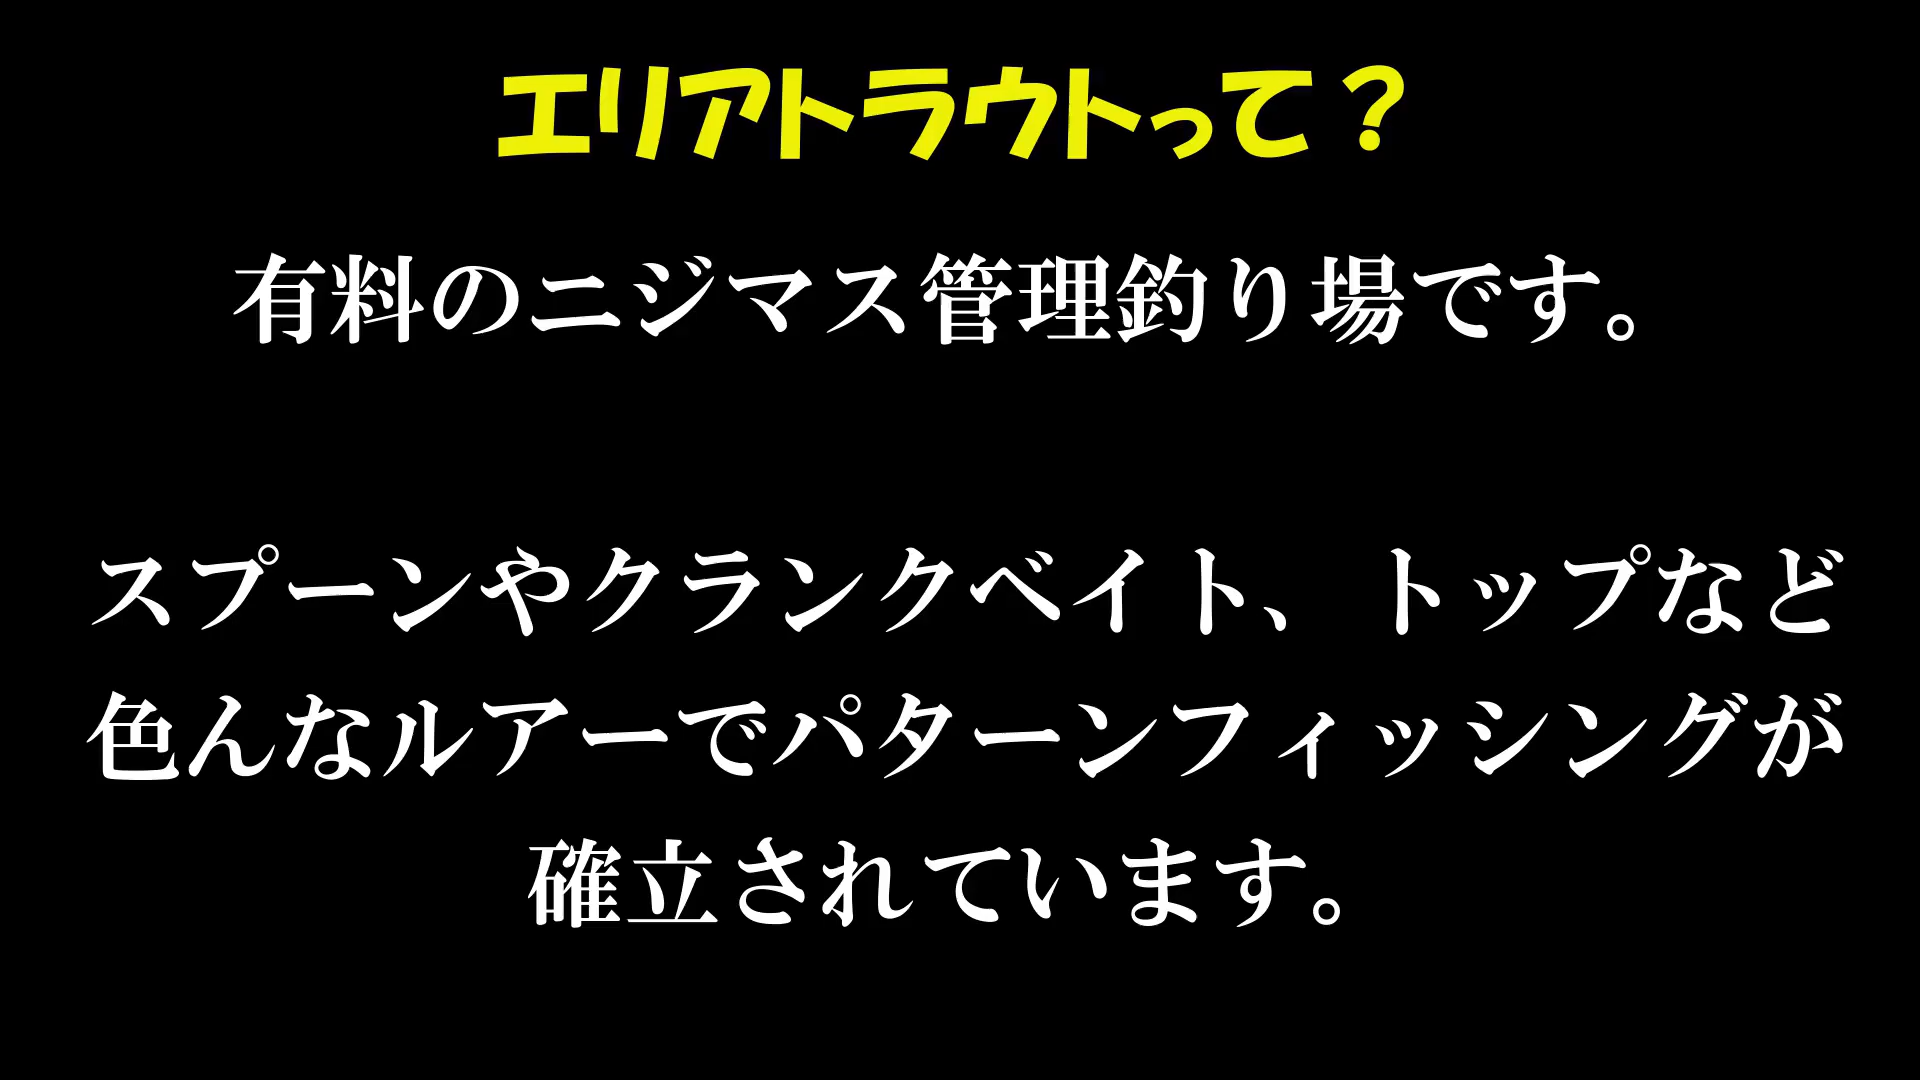 エリアトラウトって？
有料のニジマス管理釣り場です。
スプーンやクランクベイト、トップなど
色んなルアーでパターンフィッシングが
確立されています。